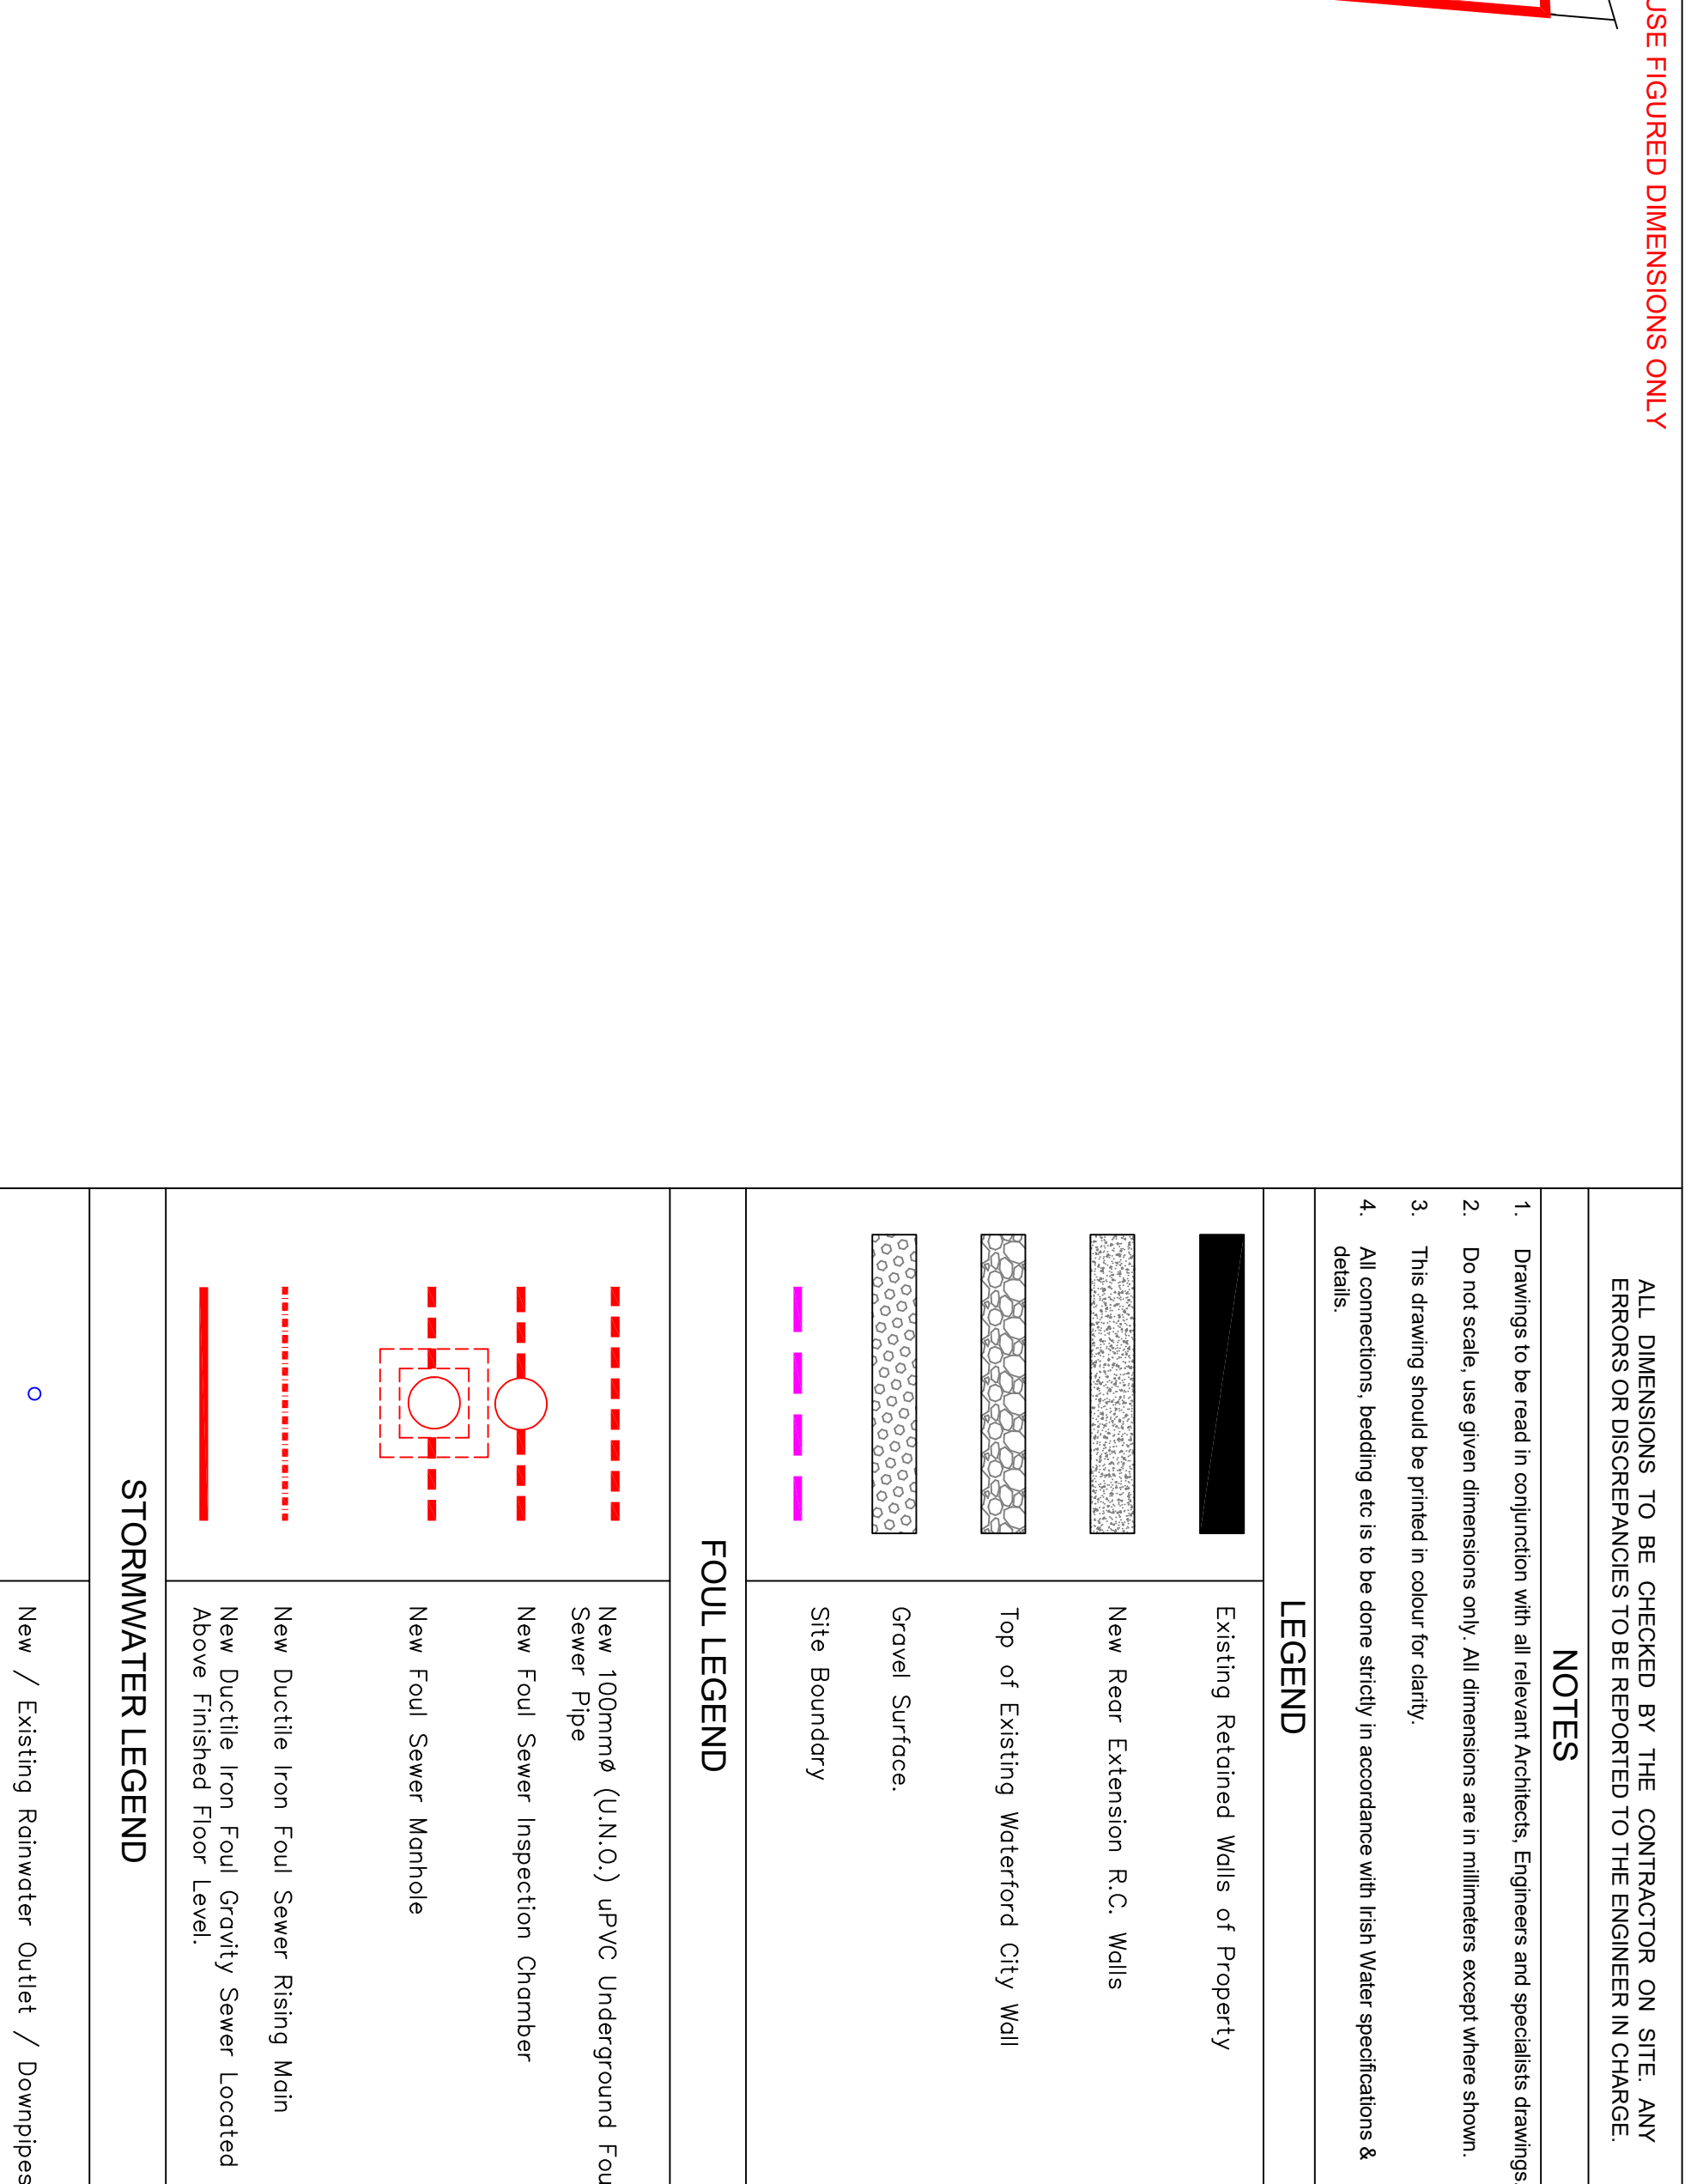 USE FIGURED DIMENSIONS ONLY
ALL DIMENSIONS TO BE CHECKED BY THE CONTRACTOR ON SITE. ANY
ERRORS OR DISCREPANCIES TO BE REPORTED TO THE ENGINEER IN CHARGE.
NOTES
1. Drawings to be read in conjunction with all relevant Architects, Engineers and specialists drawings.
2. Do not scale, use given dimensions only. All dimensions are in millimeters except where shown.
3. This drawing should be printed in colour for clarity.
4. All connections, bedding etc is to be done strictly in accordance with Irish Water specifications &
details.
LEGEND
Existing Retained Walls of Property
New Rear Extension R.C. Walls
Top of Existing Waterford City Wall
Gravel Surface.
Site Boundary
FOUL LEGEND
New 100mmø (U.N.O.) uPVC Underground Fou
Sewer Pipe
New Foul Sewer Inspection Chamber
New Foul Sewer Manhole
New Ductile Iron Foul Sewer Rising Main
New Ductile Iron Foul Gravity Sewer Located
Above Finished Floor Level.
STORMWATER LEGEND
New / Existing Rainwater Outlet / Downpipes